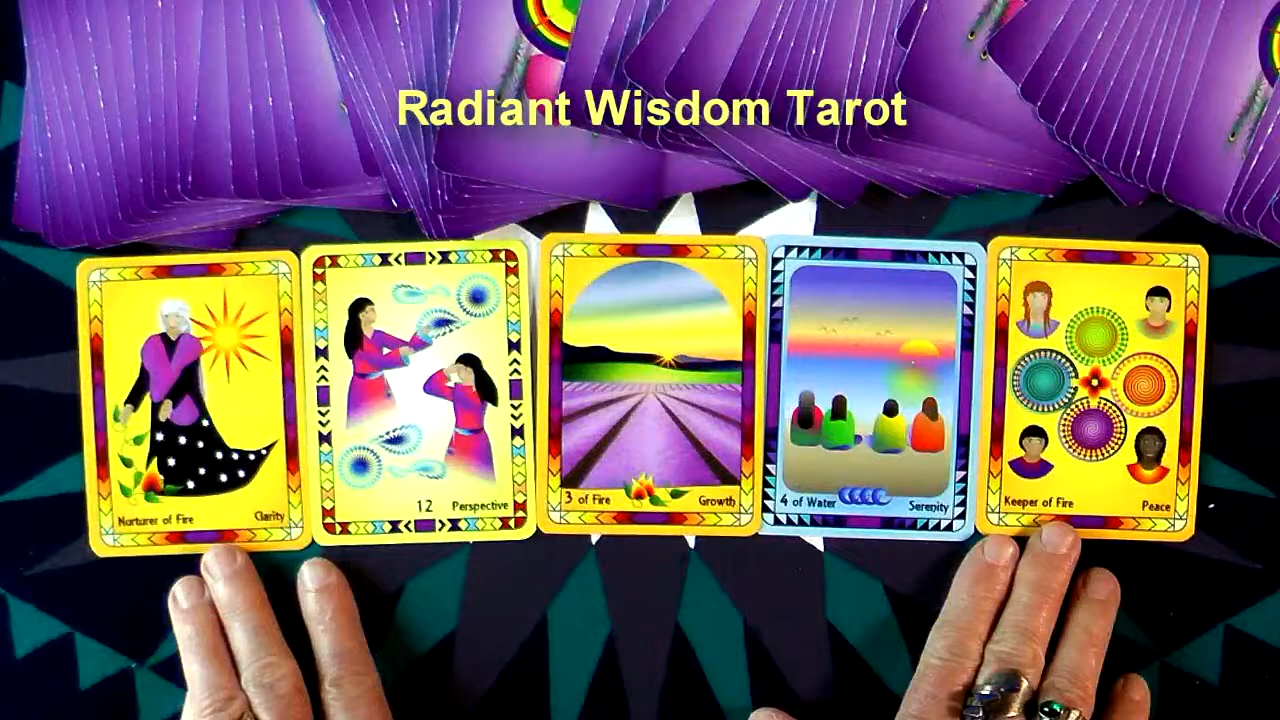 Radiant Wisdom Tarot
Nurturer of Fire Clarity
12 Perspective
3 of Fire Growth
4 of Water Serenity
Keeper of Fire Peace